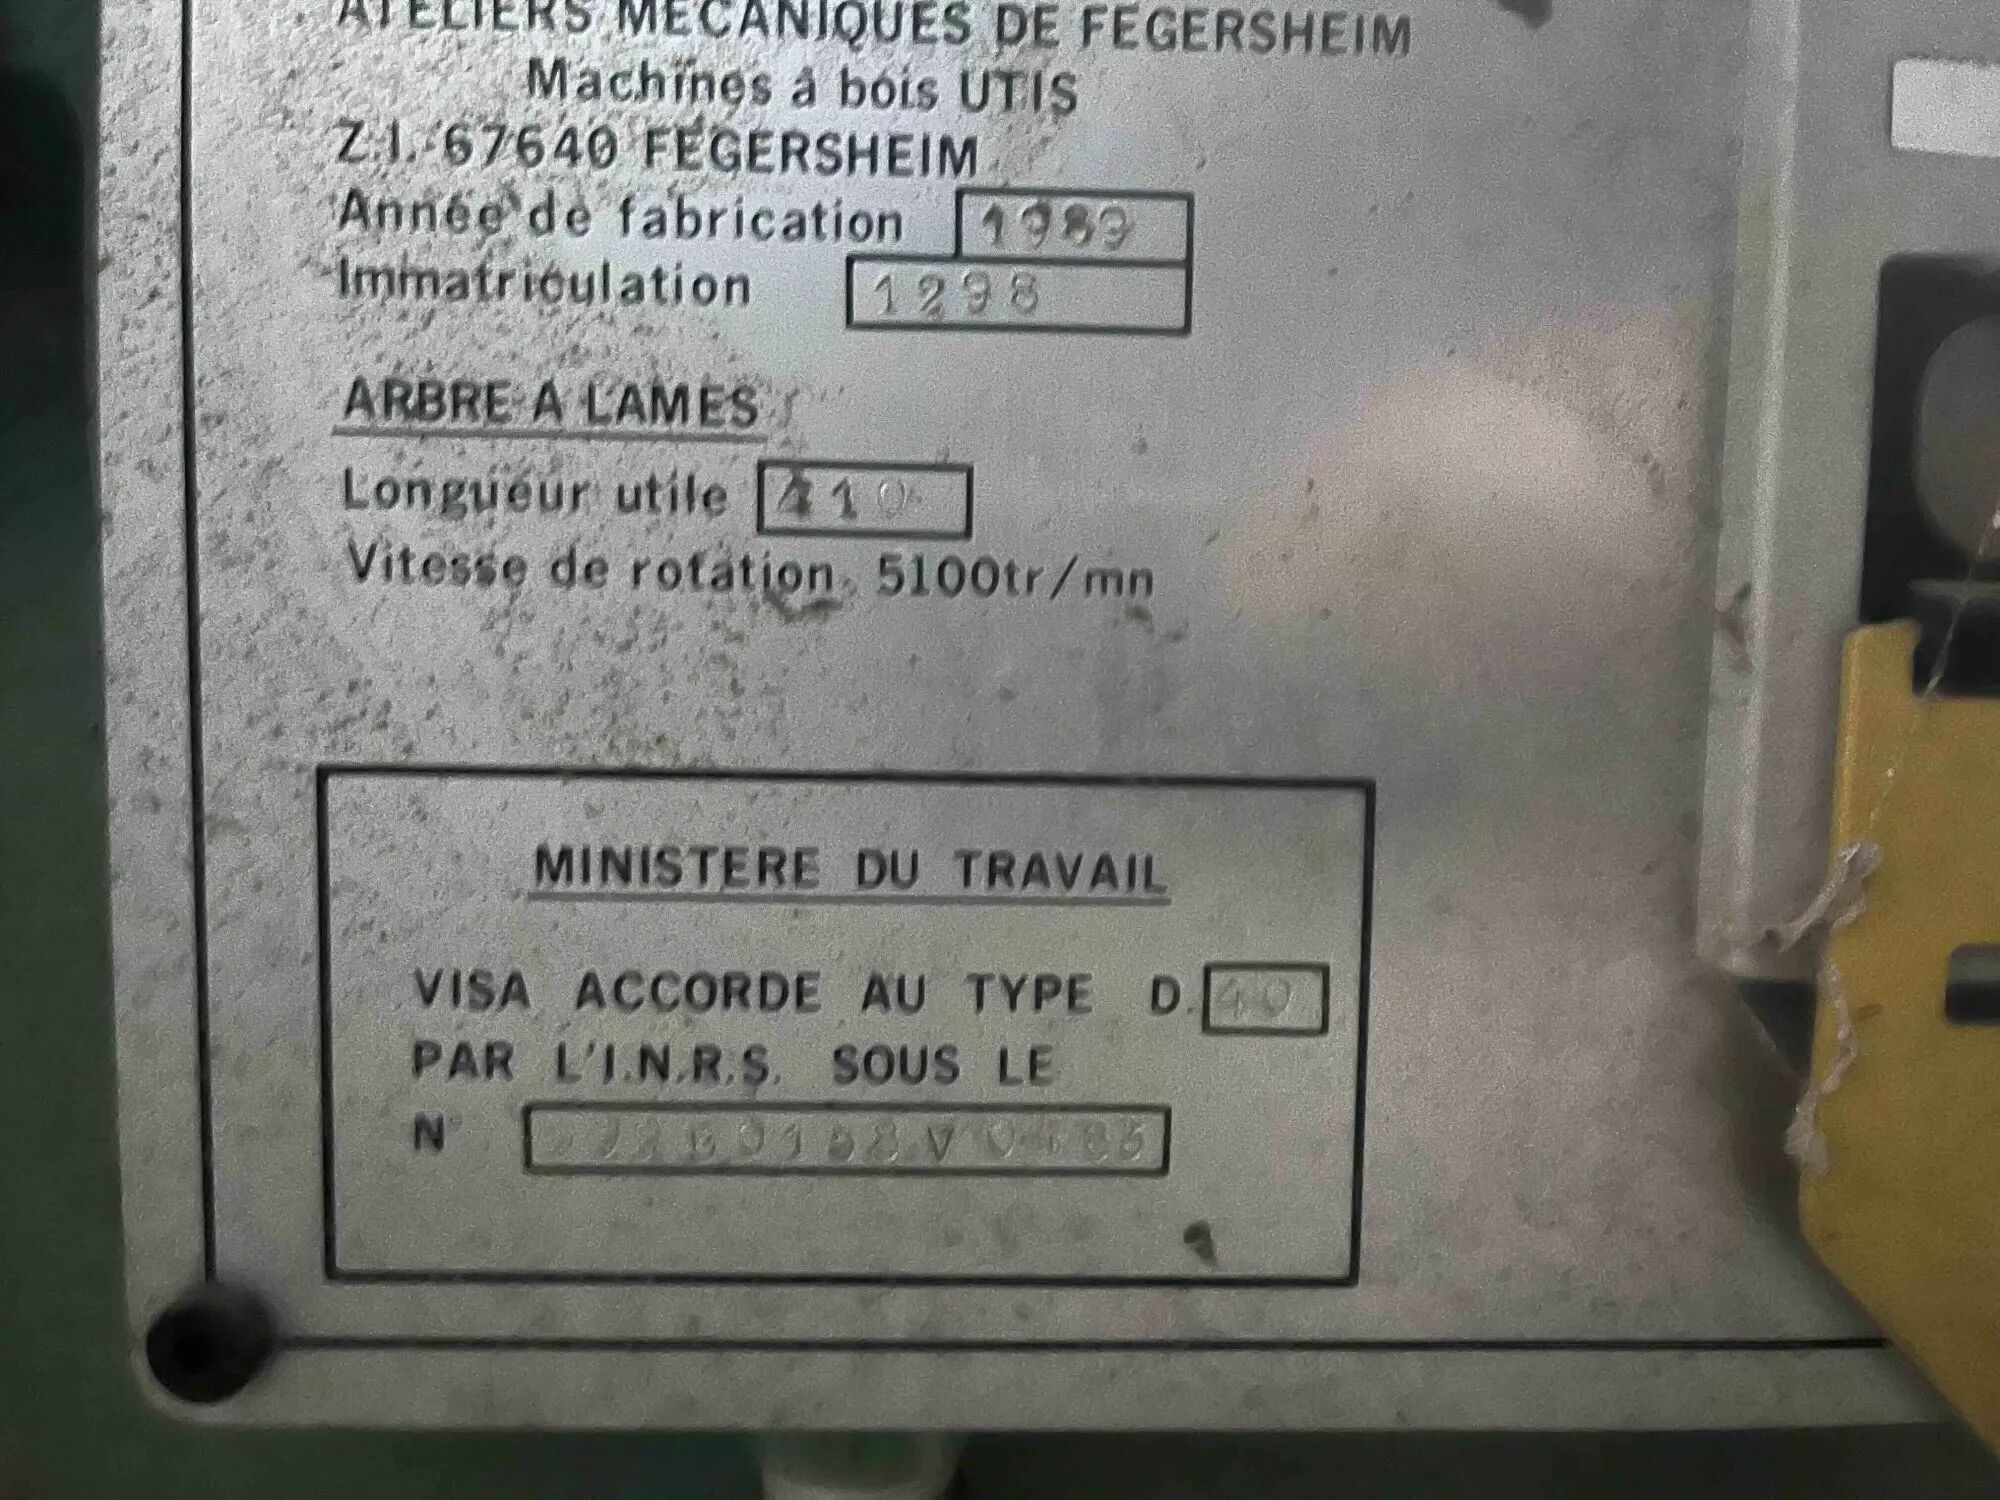 ATELIERS MECANIQUES DE FEGERSHEIM
Machines à bois UTIS
Z.I. 67640 FEGERSHEIM
Année de fabrication 1989
Immatriculation 1298
ARBRE A LAMES
Longueur utile 410
Vitesse de rotation 5100tr/mn
MINISTERE DU TRAVAIL
VISA ACCORDE AU TYPE D. 40
PAR L'I.N.R.S. SOUS LE
N°